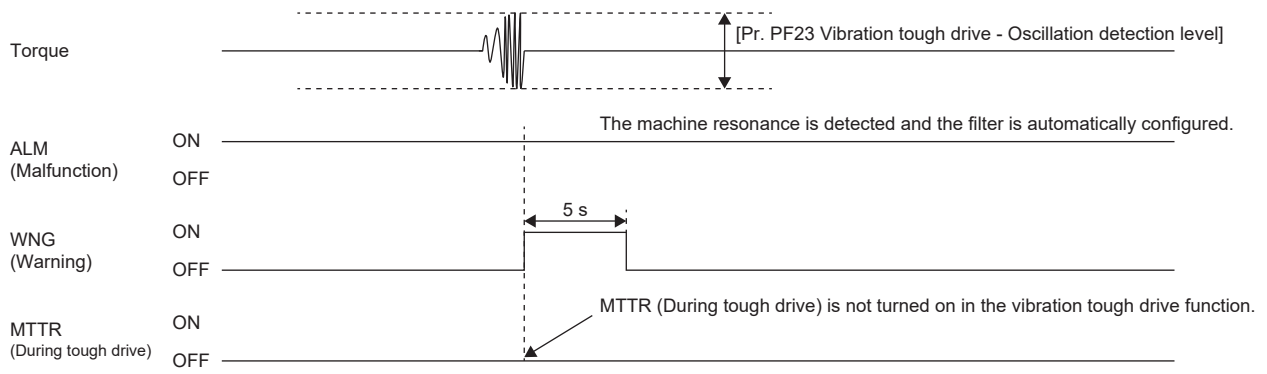 [Pr. PF23 Vibration tough drive - Oscillation detection level]
Torque
The machine resonance is detected and the filter is automatically configured.
ALM
(Malfunction)
ON
OFF
5 s
WNG
(Warning)
ON
OFF
MTTR (During tough drive) is not turned on in the vibration tough drive function.
MTTR
(During tough drive)
ON
OFF